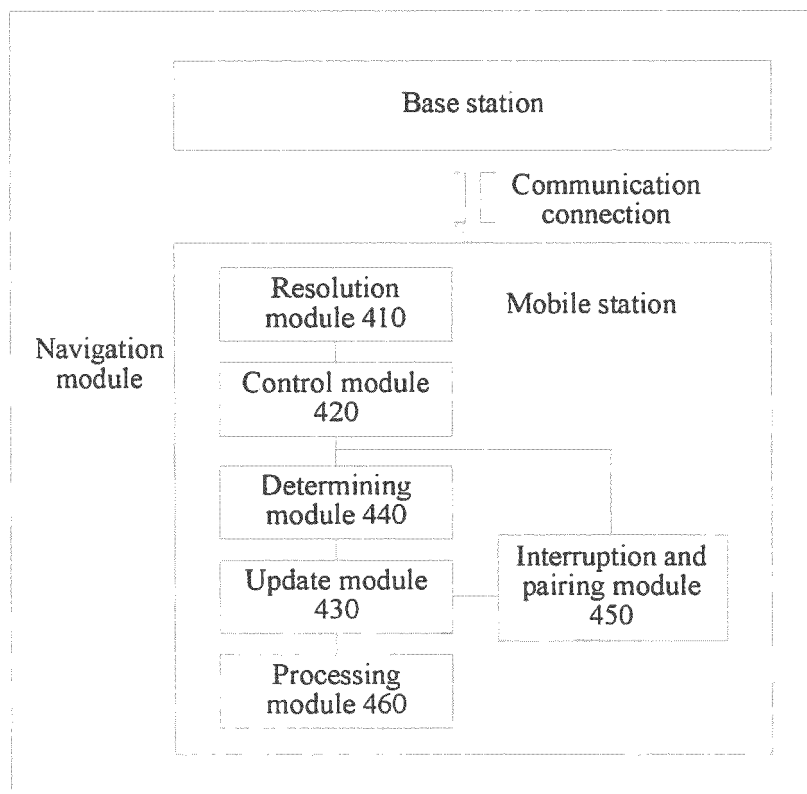 Base station
Communication
connection
Resolution
module 410
Mobile station
Navigation
module
Control module
420
Determining
module 440
Interruption and
pairing module
450
Update module
430
Processing
module 460